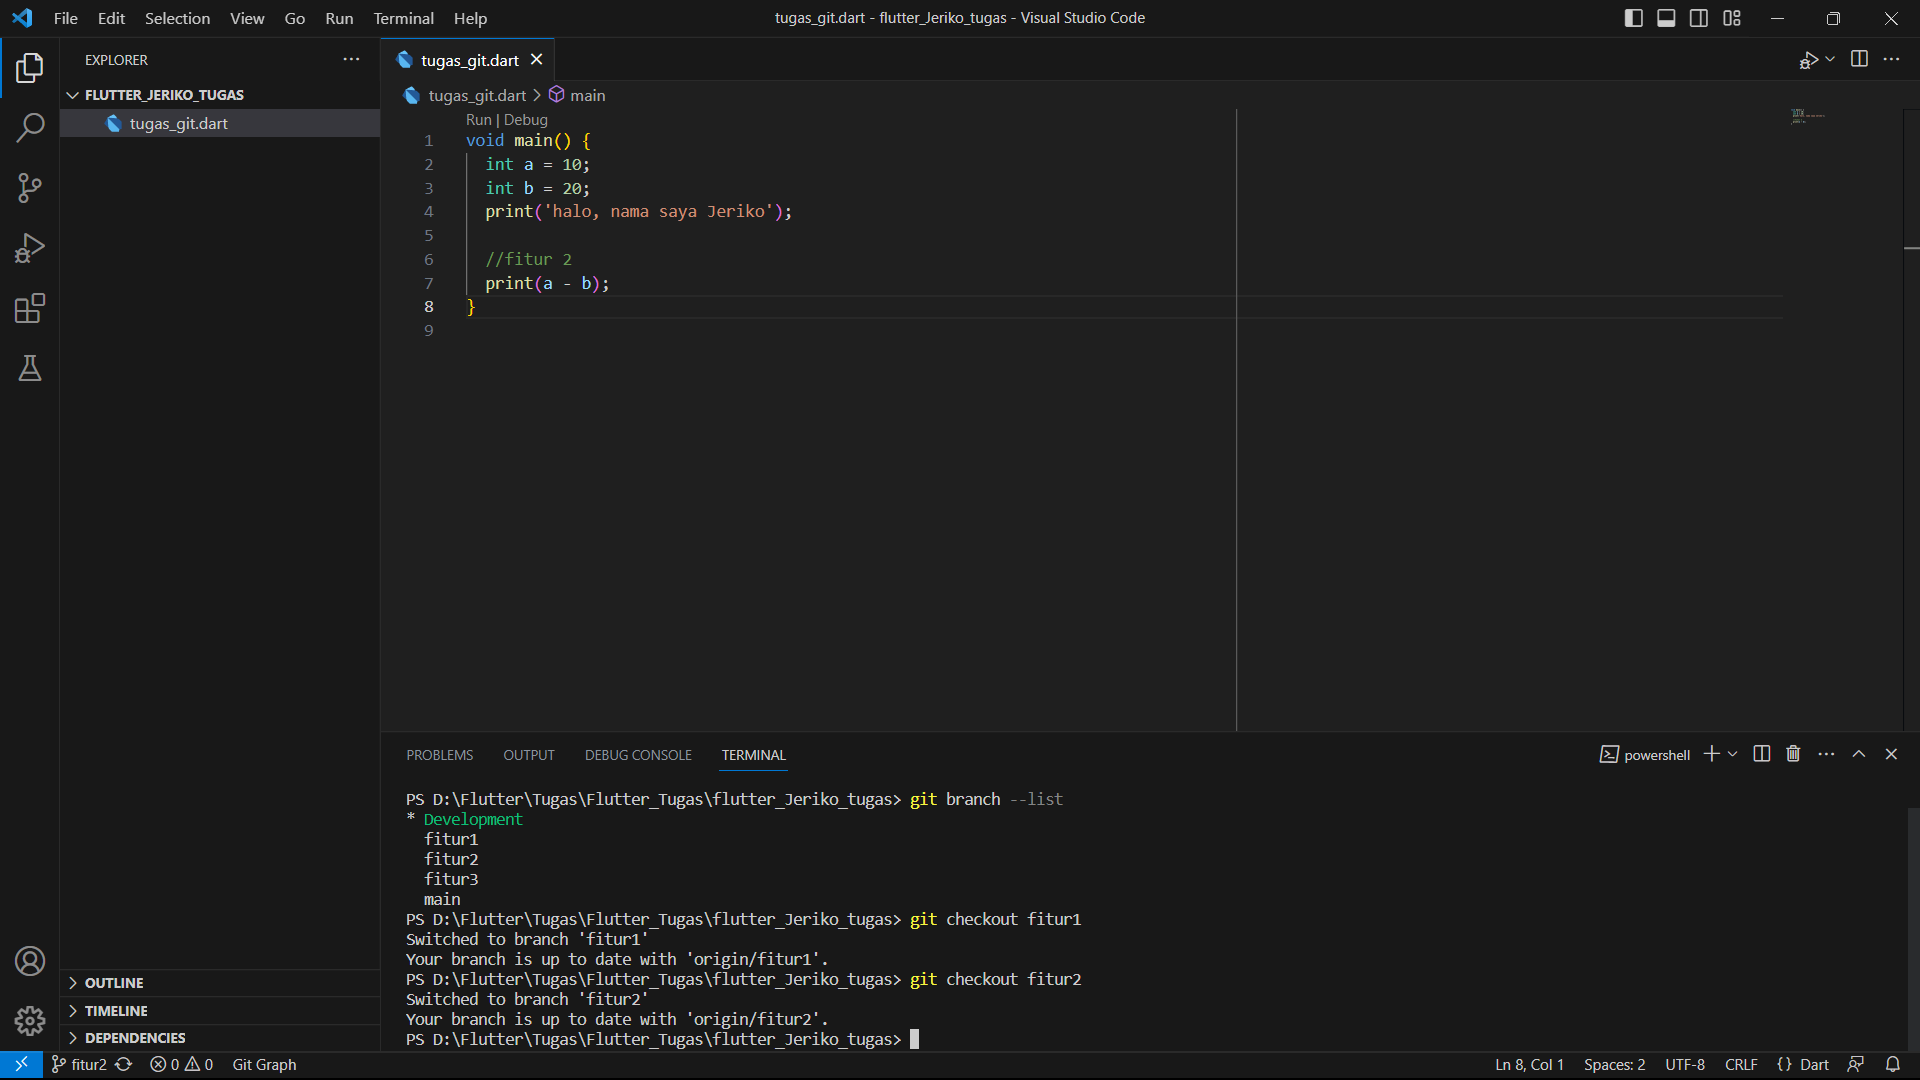 File Edit Selection View Go Run Terminal Help
tugas_git.dart - flutter_Jeriko_tugas - Visual Studio Code
EXPLORER
FLUTTER_JERIKO_TUGAS
tugas_git.dart
OUTLINE
TIMELINE
DEPENDENCIES
tugas_git.dart
tugas_git.dart > main
Run | Debug
1 void main() {
2 int a = 10;
3 int b = 20;
4 print('halo, nama saya Jeriko');
5
6 //fitur 2
7 print(a - b);
8 }
9
PROBLEMS OUTPUT DEBUG CONSOLE TERMINAL
powershell
PS D:\Flutter\Tugas\Flutter_Tugas\flutter_Jeriko_tugas> git branch --list
* Development
fitur1
fitur2
fitur3
main
PS D:\Flutter\Tugas\Flutter_Tugas\flutter_Jeriko_tugas> git checkout fitur1
Switched to branch 'fitur1'
Your branch is up to date with 'origin/fitur1'.
PS D:\Flutter\Tugas\Flutter_Tugas\flutter_Jeriko_tugas> git checkout fitur2
Switched to branch 'fitur2'
Your branch is up to date with 'origin/fitur2'.
PS D:\Flutter\Tugas\Flutter_Tugas\flutter_Jeriko_tugas>
fitur2 0 0 Git Graph
Ln 8, Col 1 Spaces: 2 UTF-8 CRLF {} Dart